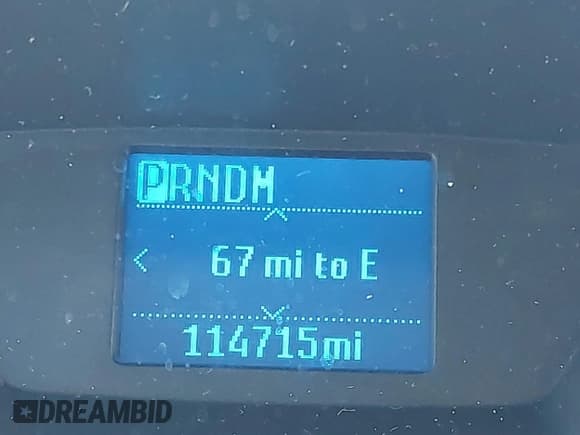 PRNDM
67 mi to E
114715mi
DREAMBID